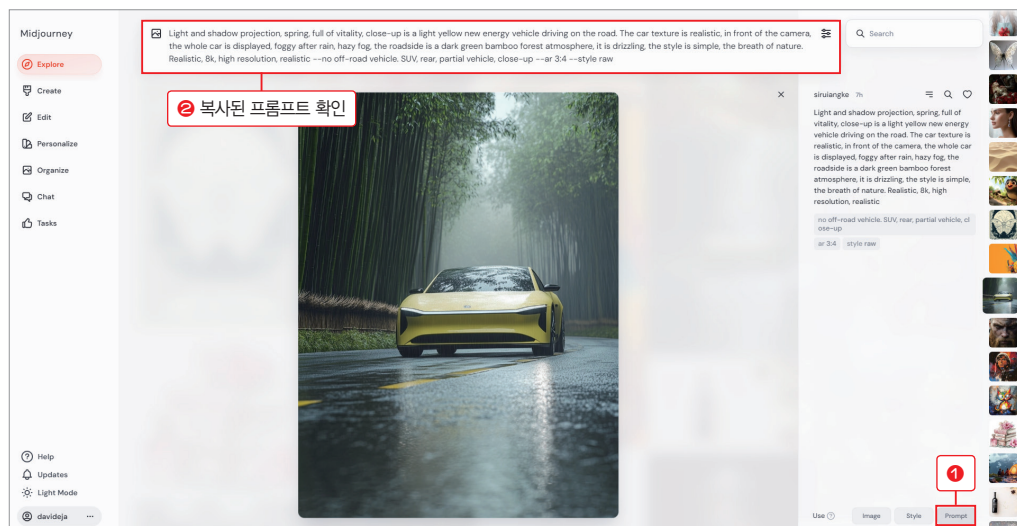 Midjourney
Explore
Create
Edit
Personalize
Organize
Chat
Tasks
Help
Updates
Light Mode
davideja ...
Light and shadow projection, spring, full of vitality, close-up is a light yellow new energy vehicle driving on the road. The car texture is realistic, in front of the camera,
the whole car is displayed, foggy after rain, hazy fog, the roadside is a dark green bamboo forest atmosphere, it is drizzling, the style is simple, the breath of nature.
Realistic, 8k, high resolution, realistic --no off-road vehicle. SUV, rear, partial vehicle, close-up --ar 3:4 --style raw
Search
❷ 복사된 프롬프트 확인
siruiangke 7h
Light and shadow projection, spring, full of
vitality, close-up is a light yellow new energy
vehicle driving on the road. The car texture is
realistic, in front of the camera, the whole car
is displayed, foggy after rain, hazy fog, the
roadside is a dark green bamboo forest
atmosphere, it is drizzling, the style is simple,
the breath of nature. Realistic, 8k, high
resolution, realistic
no off-road vehicle. SUV, rear, partial vehicle, cl
ose-up
ar 3:4 style raw
❶
Use Image Style Prompt